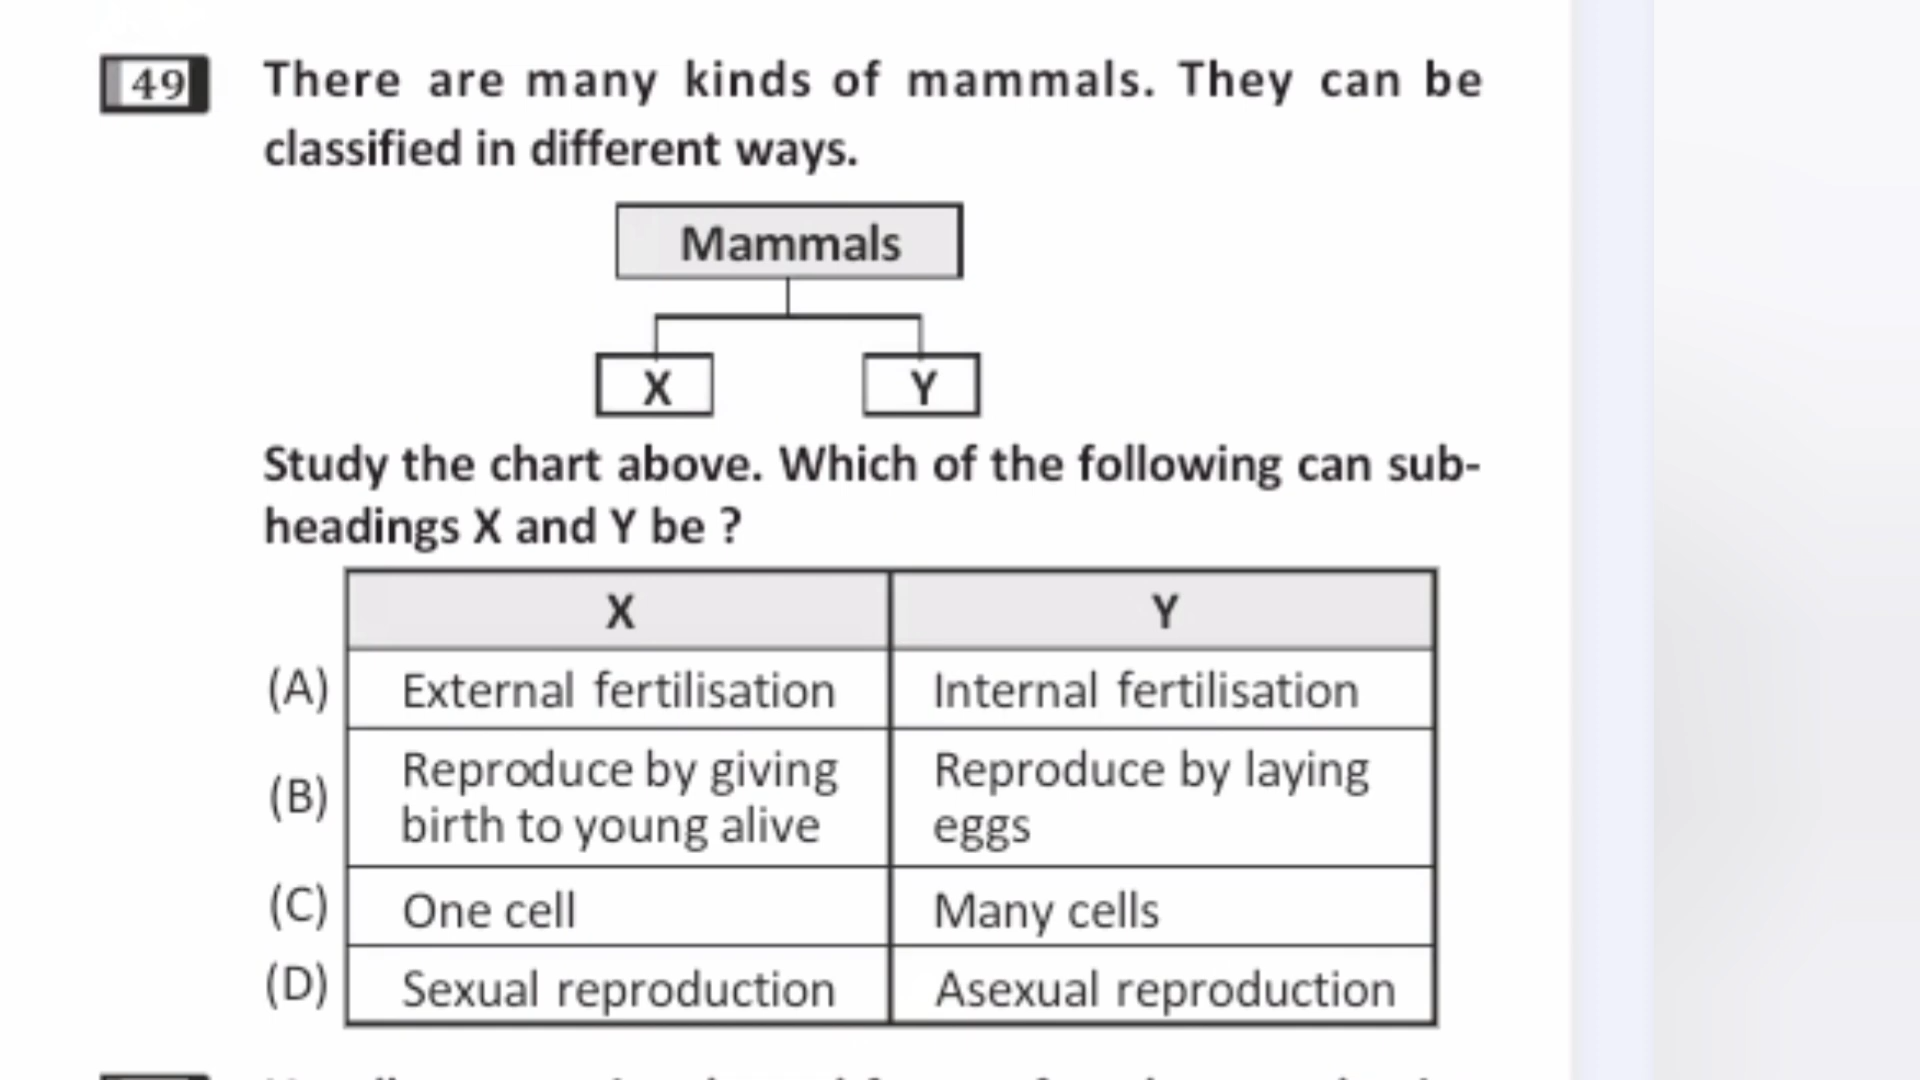 49 There are many kinds of mammals. They can be
classified in different ways.
Mammals
X Y
Study the chart above. Which of the following can sub-
headings X and Y be ?
X Y
(A) External fertilisation Internal fertilisation
(B) Reproduce by giving birth to young alive Reproduce by laying eggs
(C) One cell Many cells
(D) Sexual reproduction Asexual reproduction